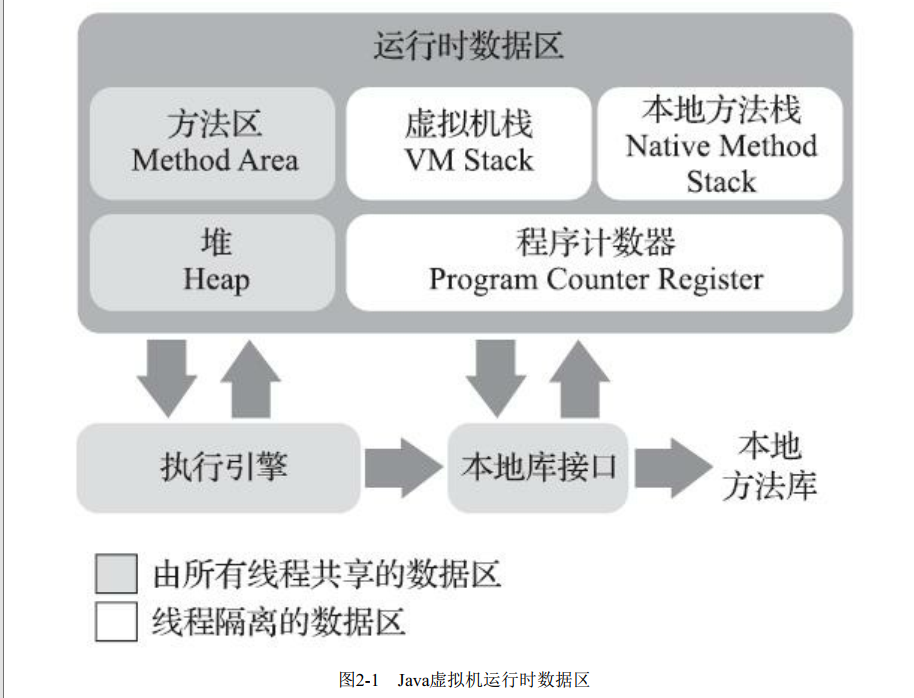 运行时数据区
方法区
Method Area
虚拟机栈
VM Stack
本地方法栈
Native Method
Stack
堆
Heap
程序计数器
Program Counter Register
执行引擎
本地库接口
本地
方法库
由所有线程共享的数据区
线程隔离的数据区
图2-1 Java虚拟机运行时数据区